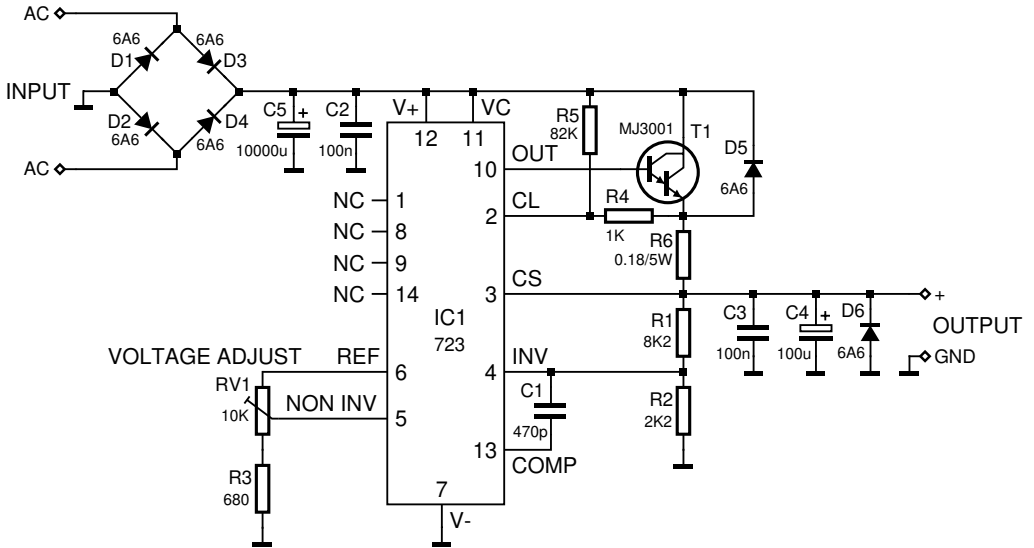 AC
6A6
D1
6A6
D3
INPUT
D2
6A6
D4
6A6
AC
C5
+
10000u
C2
100n
V+
12
VC
11
R5
82K
MJ3001
T1
D5
6A6
OUT
10
CL
2
R4
1K
R6
0.18/5W
NC
1
NC
8
NC
9
NC
14
CS
3
IC1
723
R1
8K2
C3
100n
C4
+
100u
D6
6A6
+
OUTPUT
GND
VOLTAGE ADJUST
REF
6
INV
4
RV1
10K
NON INV
5
C1
470p
R2
2K2
13
COMP
R3
680
7
V-